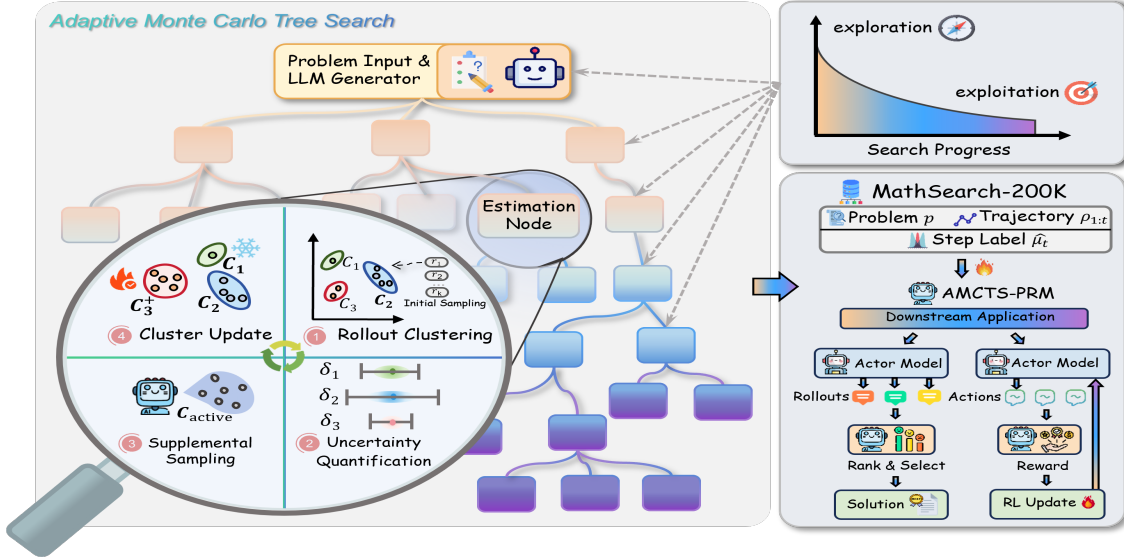 Adaptive Monte Carlo Tree Search
Problem Input &
LLM Generator
Estimation
Node
C₁
C₃⁺
C₂
4 Cluster Update
C₁
C₂
C₃
r₁
r₂
...
rₖ
Initial Sampling
1 Rollout Clustering
C_active
3 Supplemental
Sampling
δ₁
δ₂
δ₃
2 Uncertainty
Quantification
exploration
exploitation
Search Progress
MathSearch-200K
Problem p
Trajectory ρ₁:ₜ
Step Label μ̂ₜ
AMCTS-PRM
Downstream Application
Actor Model
Actor Model
Rollouts
Actions
Rank & Select
Reward
Solution
RL Update